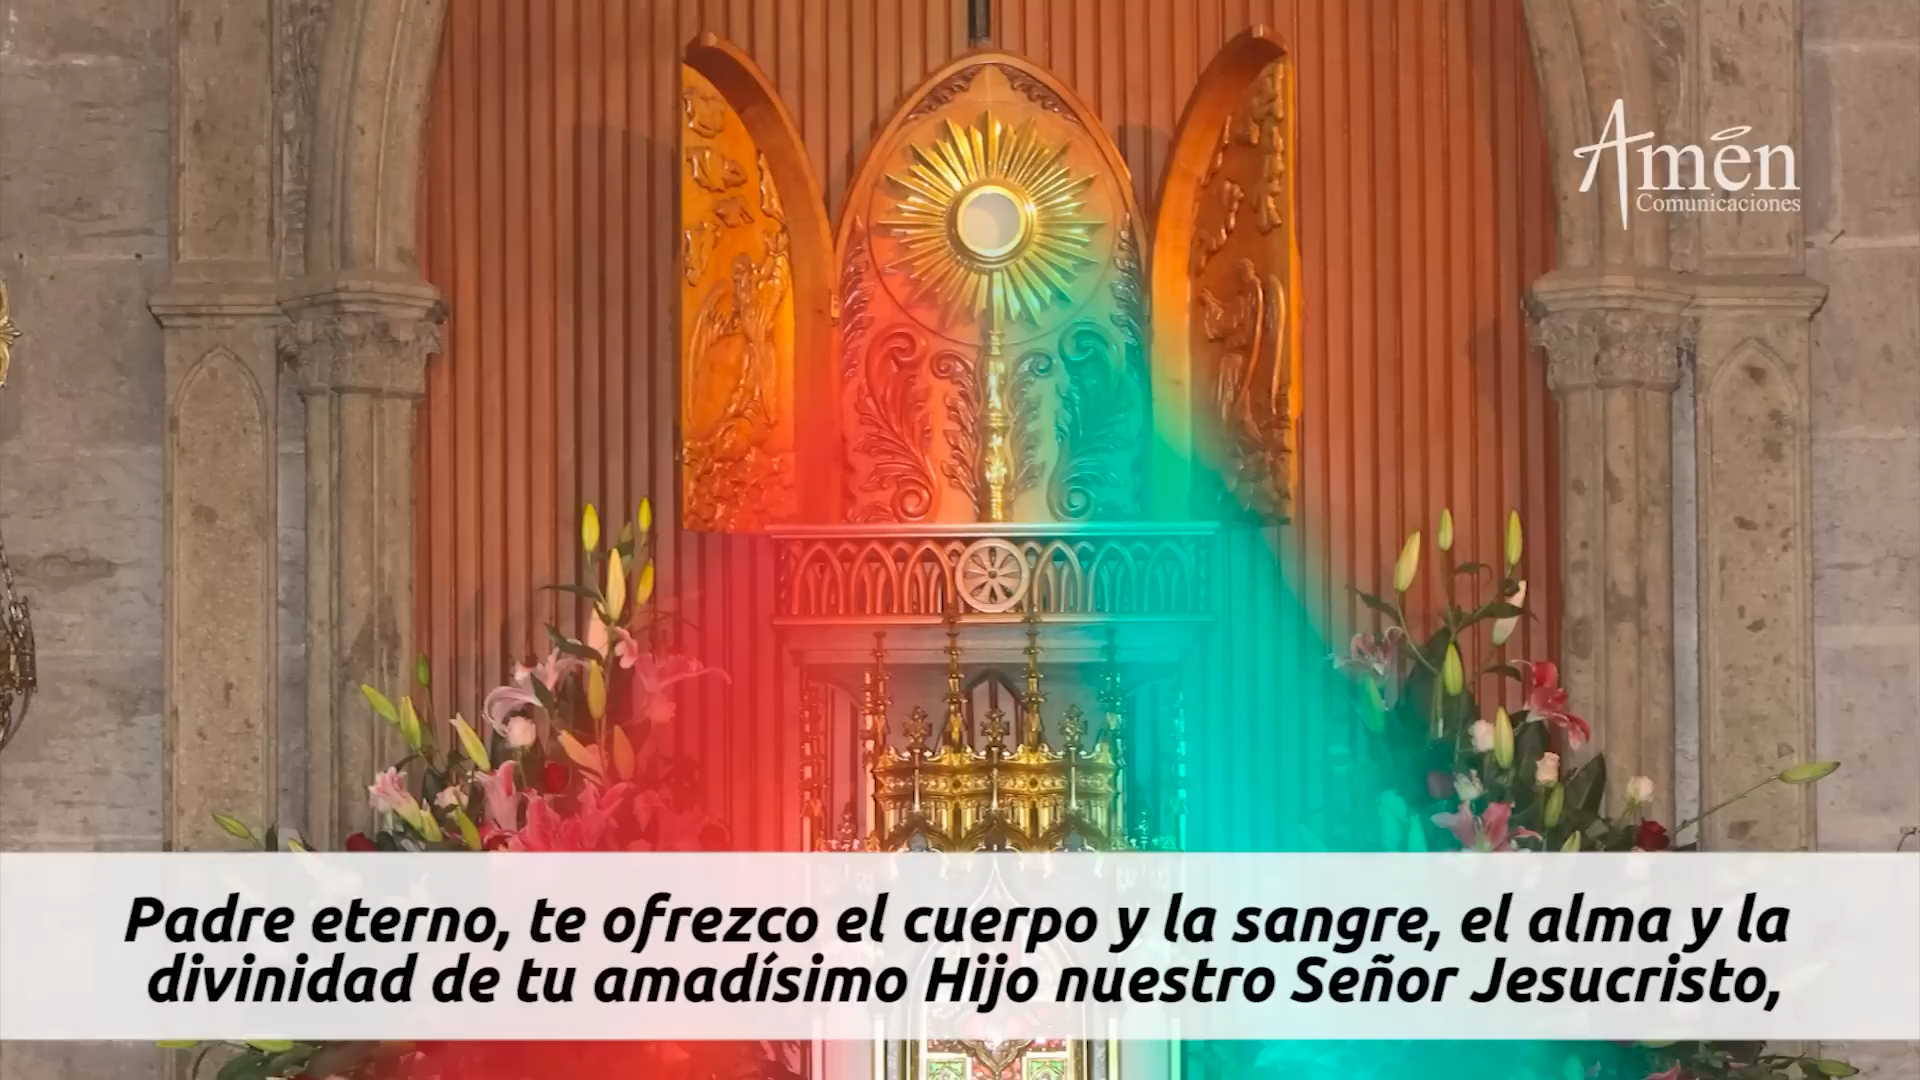 Amén
Comunicaciones
Padre eterno, te ofrezco el cuerpo y la sangre, el alma y la
divinidad de tu amadísimo Hijo nuestro Señor Jesucristo,